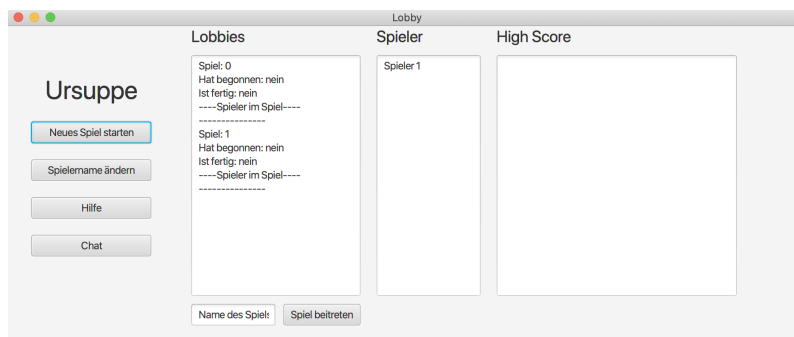 Lobby
Lobbies
Spieler
High Score
Ursuppe
Neues Spiel starten
Spielername ändern
Hilfe
Chat
Spiel: 0
Hat begonnen: nein
Ist fertig: nein
----Spieler im Spiel----
---------------
Spiel: 1
Hat begonnen: nein
Ist fertig: nein
----Spieler im Spiel----
---------------
Spieler 1
Name des Spiels
Spiel beitreten